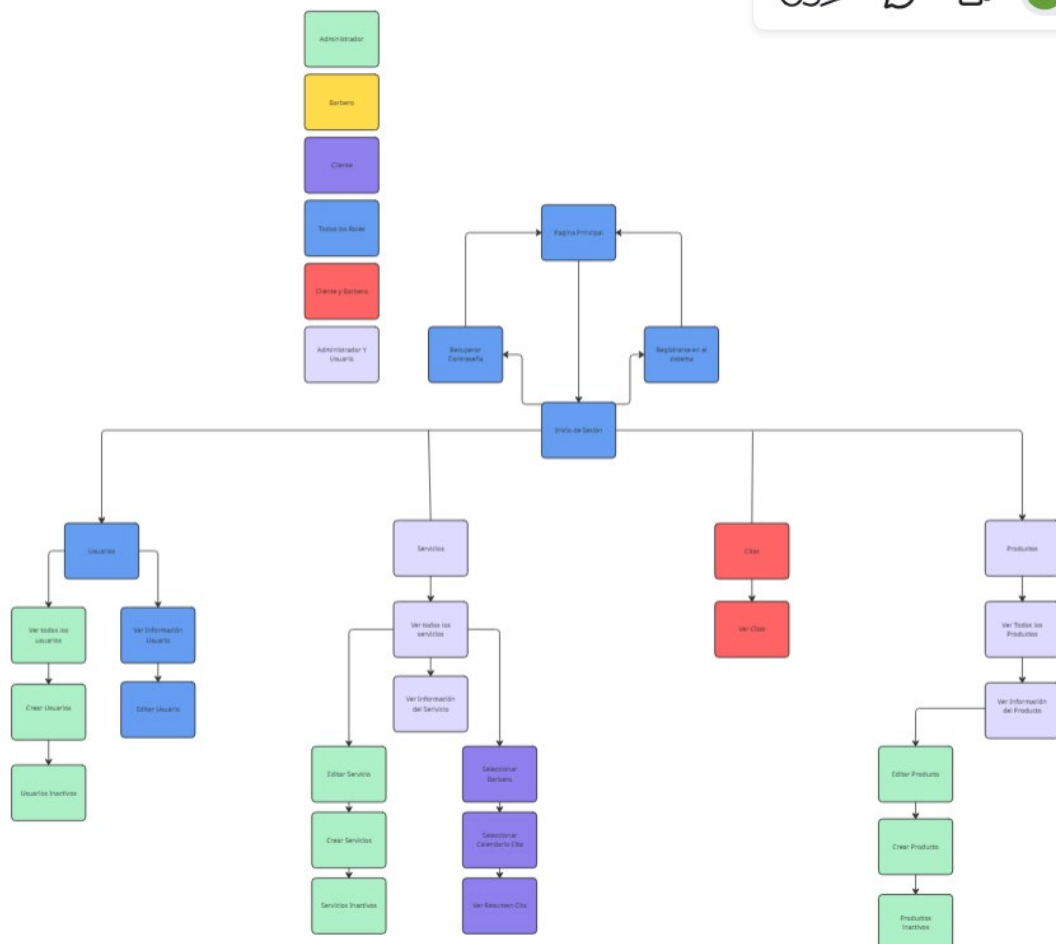 Administrador
Barbero
Cliente
Todos los Roles
Cliente y Barbero
Administrador Y
Usuario
Pagina Principal
Recuperar
Contraseña
Registrarse en el
sistema
Inicio de Sesión
Usuarios
Servicios
Citas
Productos
Ver todos los
usuarios
Ver Información
Usuario
Ver todos los
servicios
Ver Citas
Ver Todos los
Productos
Crear Usuarios
Editar Usuario
Ver Información
del Servicio
Ver Información
del Producto
Usuarios Inactivos
Editar Servicio
Seleccionar
Barbero
Editar Producto
Crear Servicios
Seleccionar
Calendario Cita
Crear Producto
Servicios Inactivos
Ver Resumen Cita
Productos
Inactivos